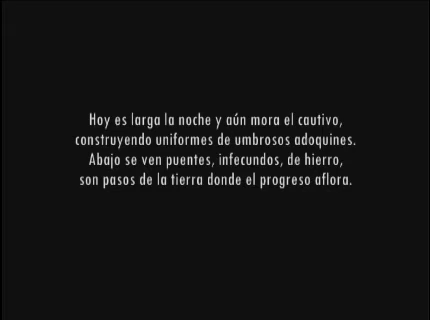 Hoy es larga la noche y aún mora el cautivo,
construyendo uniformes de umbrosos adoquines.
Abajo se ven puentes, infecundos, de hierro,
son pasos de la tierra donde el progreso aflora.